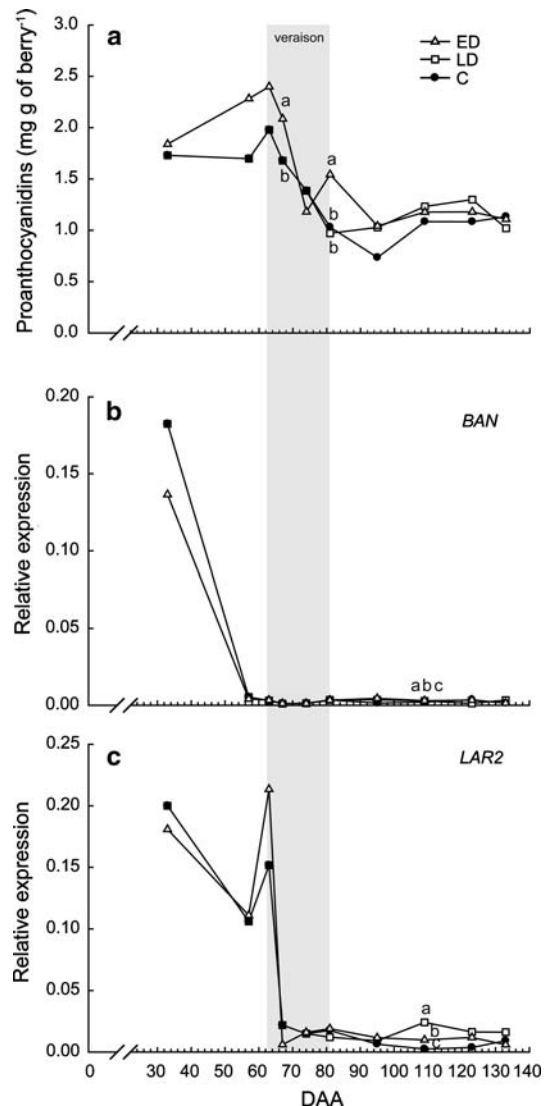 a
veraison
ED
LD
C
Proanthocyanidins (mg g of berry⁻¹)
3.0
2.5
2.0
1.5
1.0
0.5
0.0
a
b
a
b
b
b
BAN
Relative expression
0.20
0.15
0.10
0.05
0.00
abc
c
LAR2
Relative expression
0.25
0.20
0.15
0.10
0.05
0.00
a
b
c
0 30 40 50 60 70 80 90 100 110 120 130 140
DAA